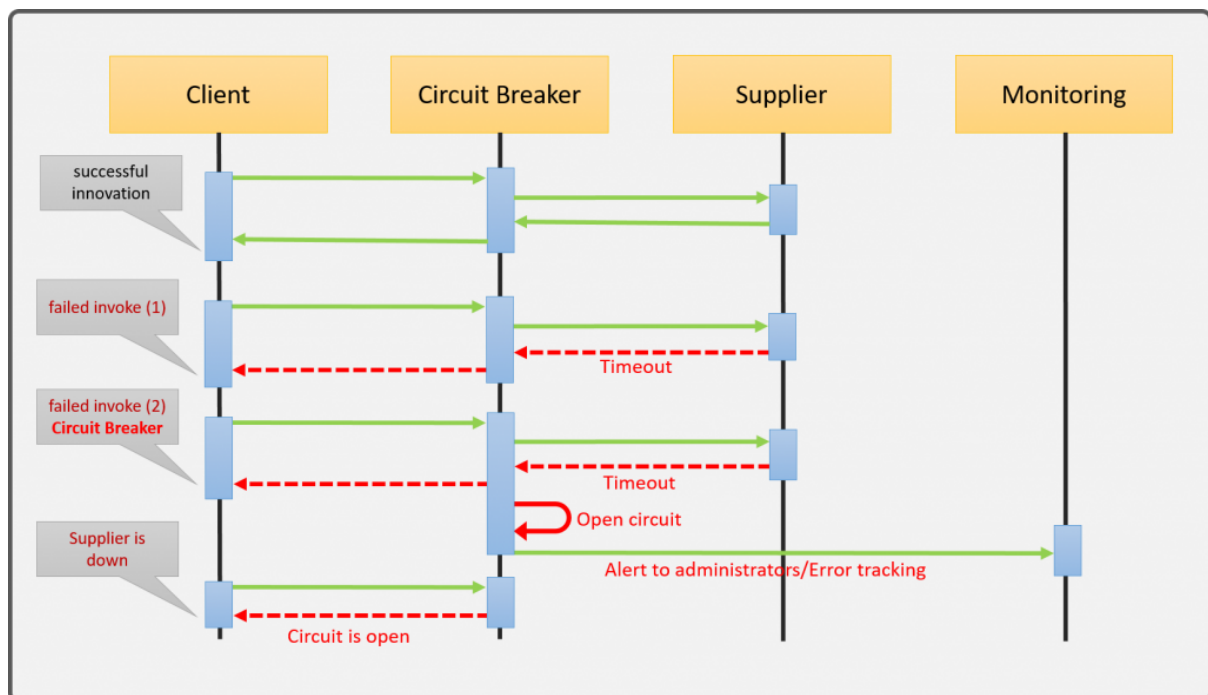 Client
Circuit Breaker
Supplier
Monitoring
successful
innovation
failed invoke (1)
Timeout
failed invoke (2)
Circuit Breaker
Timeout
Open circuit
Supplier is
down
Alert to administrators/Error tracking
Circuit is open